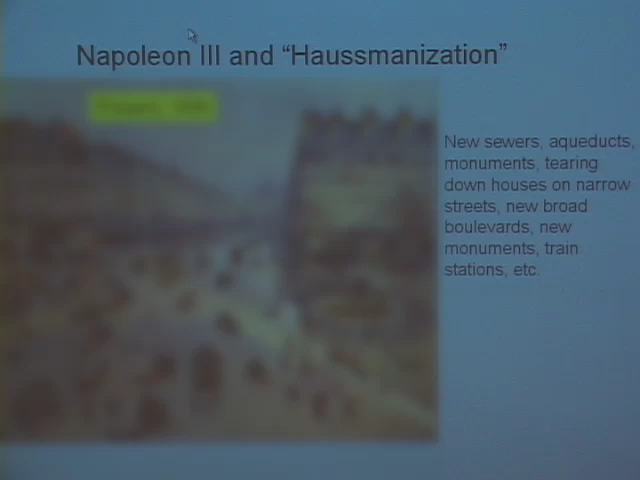 Napoleon III and “Haussmanization”
New sewers, aqueducts,
monuments, tearing
down houses on narrow
streets, new broad
boulevards, new
monuments, train
stations, etc.